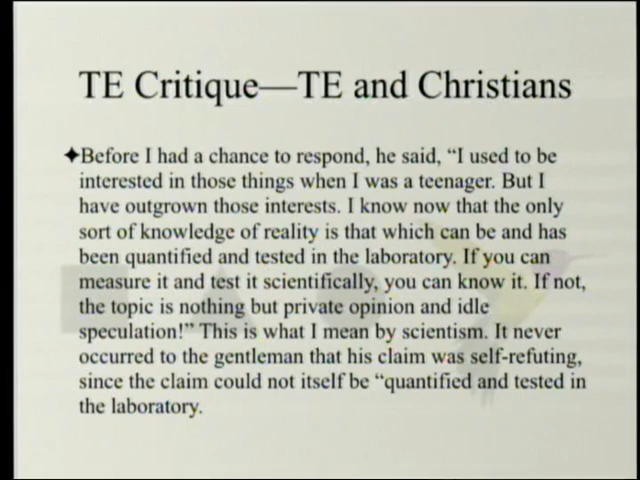 TE Critique—TE and Christians
✦Before I had a chance to respond, he said, “I used to be
interested in those things when I was a teenager. But I
have outgrown those interests. I know now that the only
sort of knowledge of reality is that which can be and has
been quantified and tested in the laboratory. If you can
measure it and test it scientifically, you can know it. If not,
the topic is nothing but private opinion and idle
speculation!” This is what I mean by scientism. It never
occurred to the gentleman that his claim was self-refuting,
since the claim could not itself be “quantified and tested in
the laboratory.